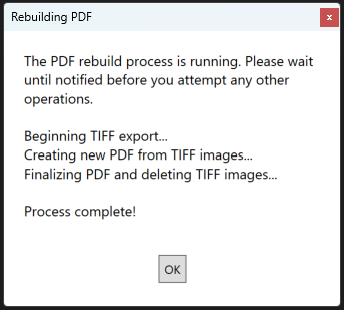 Rebuilding PDF
x
The PDF rebuild process is running. Please wait
until notified before you attempt any other
operations.
Beginning TIFF export...
Creating new PDF from TIFF images...
Finalizing PDF and deleting TIFF images...
Process complete!
OK